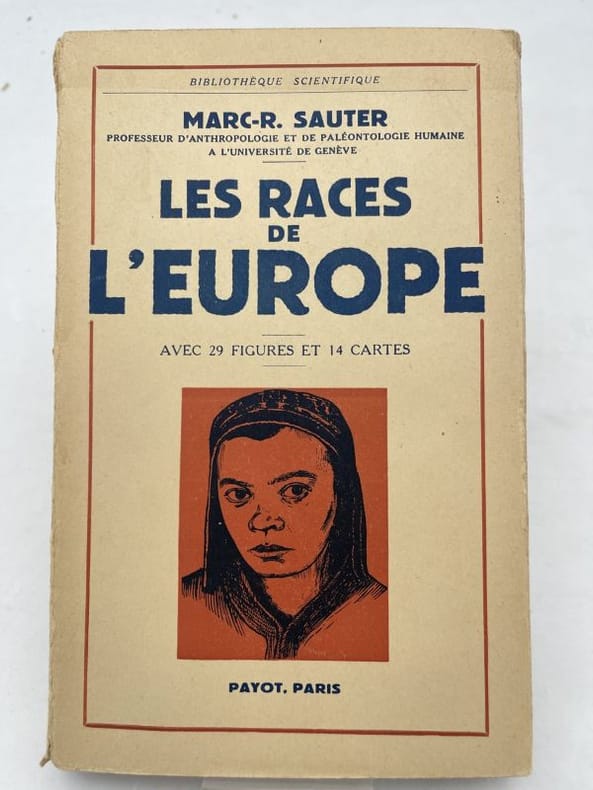 BIBLIOTHÈQUE SCIENTIFIQUE
MARC-R. SAUTER
PROFESSEUR D'ANTHROPOLOGIE ET DE PALÉONTOLOGIE HUMAINE
A L'UNIVERSITÉ DE GENÈVE
LES RACES
DE
L'EUROPE
AVEC 29 FIGURES ET 14 CARTES
PAYOT, PARIS